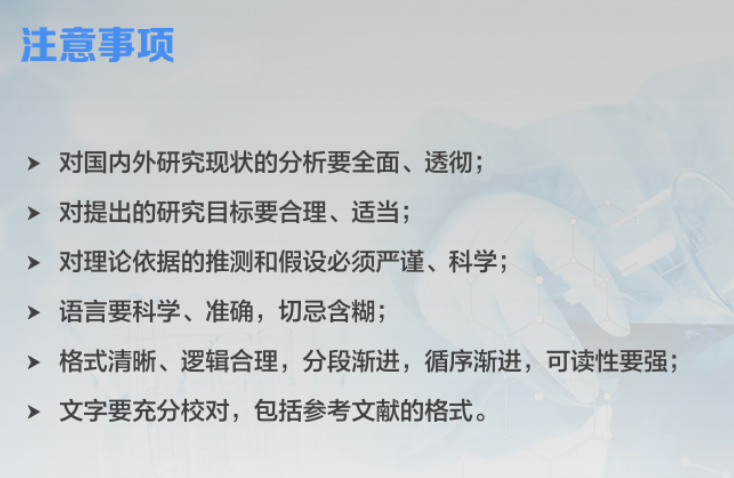 注意事项
➤ 对国内外研究现状的分析要全面、透彻；
➤ 对提出的研究目标要合理、适当；
➤ 对理论依据的推测和假设必须严谨、科学；
➤ 语言要科学、准确，切忌含糊；
➤ 格式清晰、逻辑合理，分段渐进，循序渐进，可读性要强；
➤ 文字要充分校对，包括参考文献的格式。